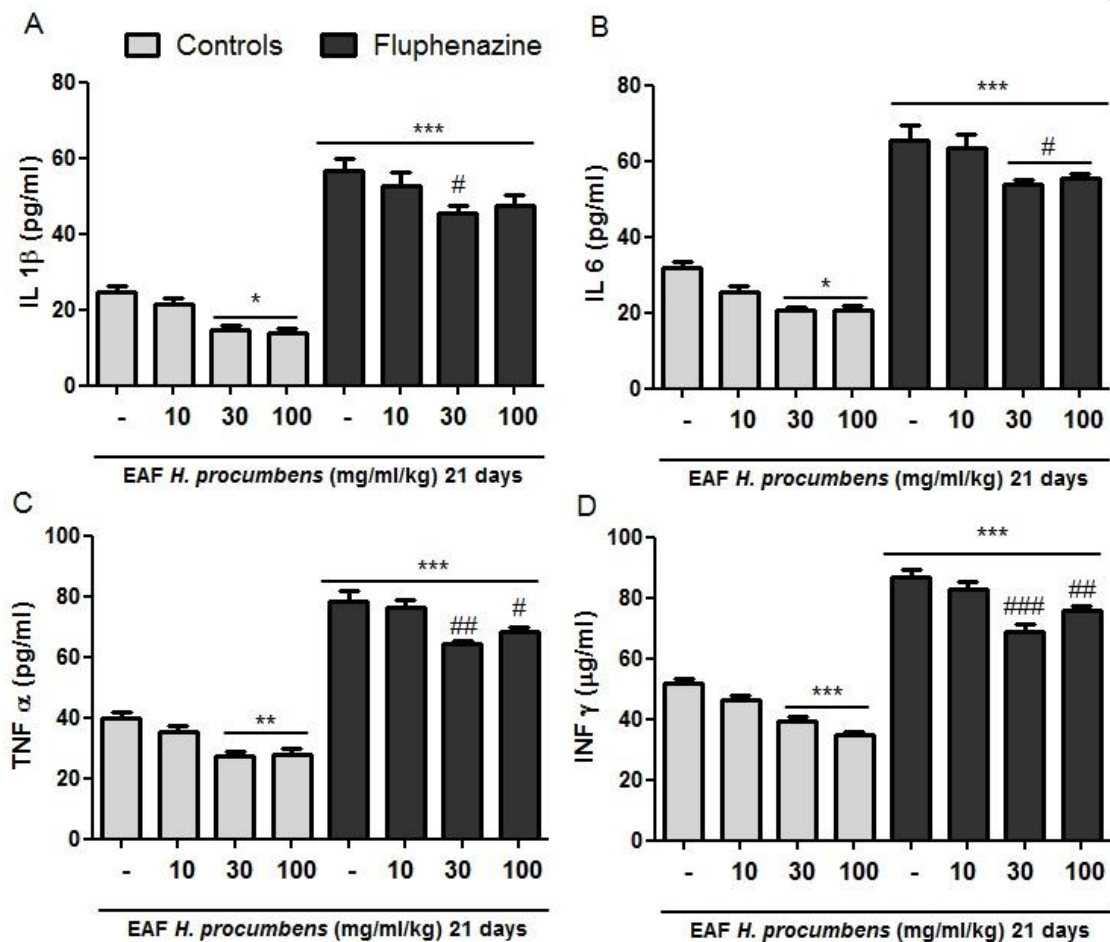 A
Controls Fluphenazine
IL 1β (pg/ml)
80
60
40
20
0
***
#
*
- 10 30 100 - 10 30 100
EAF H. procumbens (mg/ml/kg) 21 days
B
IL 6 (pg/ml)
80
60
40
20
0
***
#
*
- 10 30 100 - 10 30 100
EAF H. procumbens (mg/ml/kg) 21 days
C
TNF α (pg/ml)
100
80
60
40
20
0
***
#
##
**
- 10 30 100 - 10 30 100
EAF H. procumbens (mg/ml/kg) 21 days
D
INF γ (μg/ml)
100
80
60
40
20
0
***
##
###
***
- 10 30 100 - 10 30 100
EAF H. procumbens (mg/ml/kg) 21 days